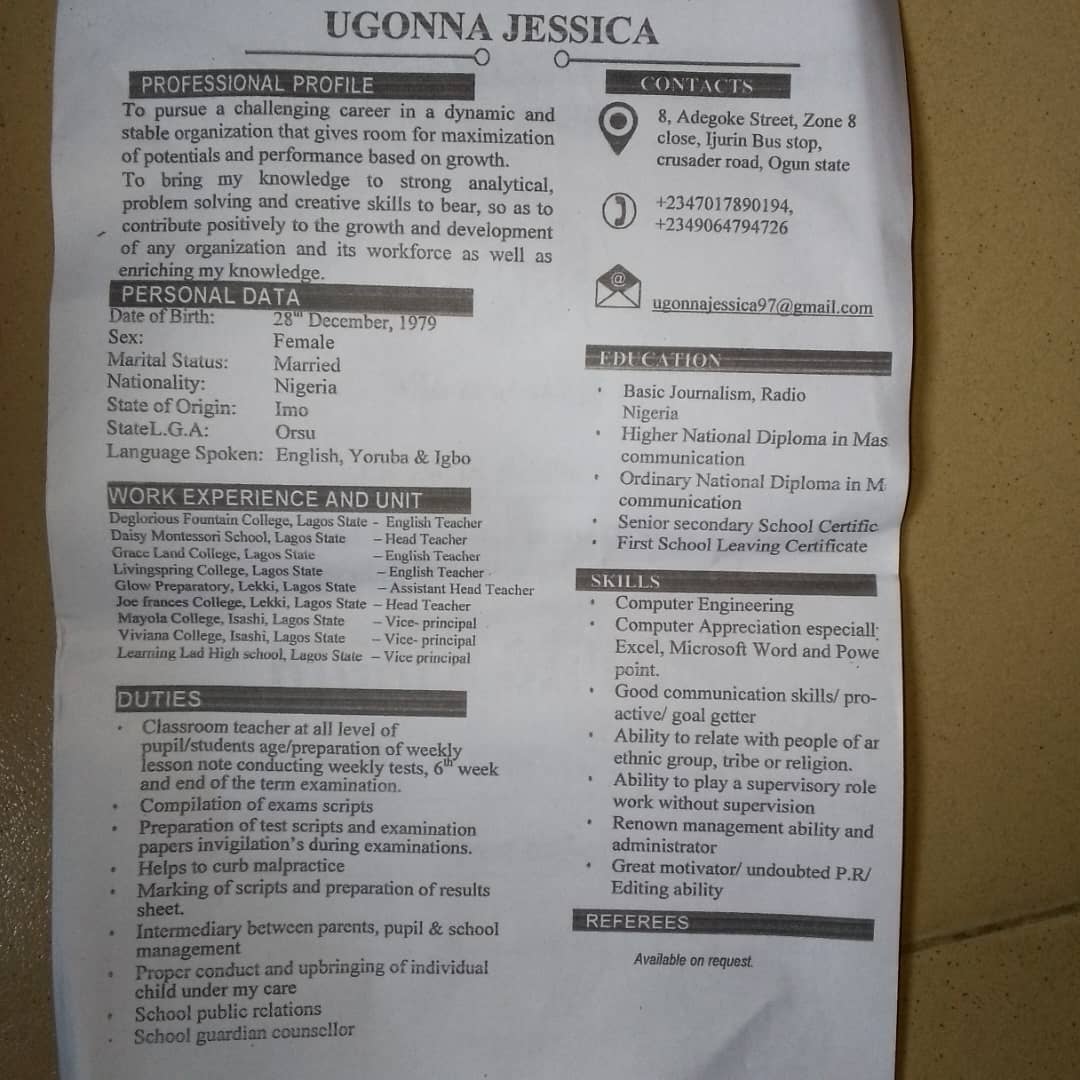 UGONNA JESSICA
PROFESSIONAL PROFILE
To pursue a challenging career in a dynamic and
stable organization that gives room for maximization
of potentials and performance based on growth.
To bring my knowledge to strong analytical,
problem solving and creative skills to bear, so as to
contribute positively to the growth and development
of any organization and its workforce as well as
enriching my knowledge.
PERSONAL DATA
Date of Birth: 28th December, 1979
Sex: Female
Marital Status: Married
Nationality: Nigeria
State of Origin: Imo
StateL.G.A: Orsu
Language Spoken: English, Yoruba & Igbo
WORK EXPERIENCE AND UNIT
Deglorious Fountain College, Lagos State - English Teacher
Daisy Montessori School, Lagos State – Head Teacher
Grace Land College, Lagos State – English Teacher
Livingspring College, Lagos State – English Teacher
Glow Preparatory, Lekki, Lagos State – Assistant Head Teacher
Joe frances College, Lekki, Lagos State – Head Teacher
Mayola College, Isashi, Lagos State – Vice- principal
Viviana College, Isashi, Lagos State – Vice- principal
Learning Lad High school, Lagos State – Vice principal
DUTIES
• Classroom teacher at all level of
pupil/students age/preparation of weekly
lesson note conducting weekly tests, 6th week
and end of the term examination.
• Compilation of exams scripts
• Preparation of test scripts and examination
papers invigilation's during examinations.
• Helps to curb malpractice
• Marking of scripts and preparation of results
sheet.
• Intermediary between parents, pupil & school
management
• Proper conduct and upbringing of individual
child under my care
• School public relations
• School guardian counsellor
CONTACTS
8, Adegoke Street, Zone 8
close, Ijurin Bus stop,
crusader road, Ogun state
+2347017890194,
+2349064794726
@
ugonnajessica97@gmail.com
EDUCATION
• Basic Journalism, Radio
Nigeria
• Higher National Diploma in Mas
communication
• Ordinary National Diploma in M
communication
• Senior secondary School Certific
• First School Leaving Certificate
SKILLS
• Computer Engineering
• Computer Appreciation especiall
Excel, Microsoft Word and Powe
point.
• Good communication skills/ pro-
active/ goal getter
• Ability to relate with people of
ethnic group, tribe or religion.
• Ability to play a supervisory role
work without supervision
• Renown management ability and
administrator
• Great motivator/ undoubted P.R/
Editing ability
REFEREES
Available on request.